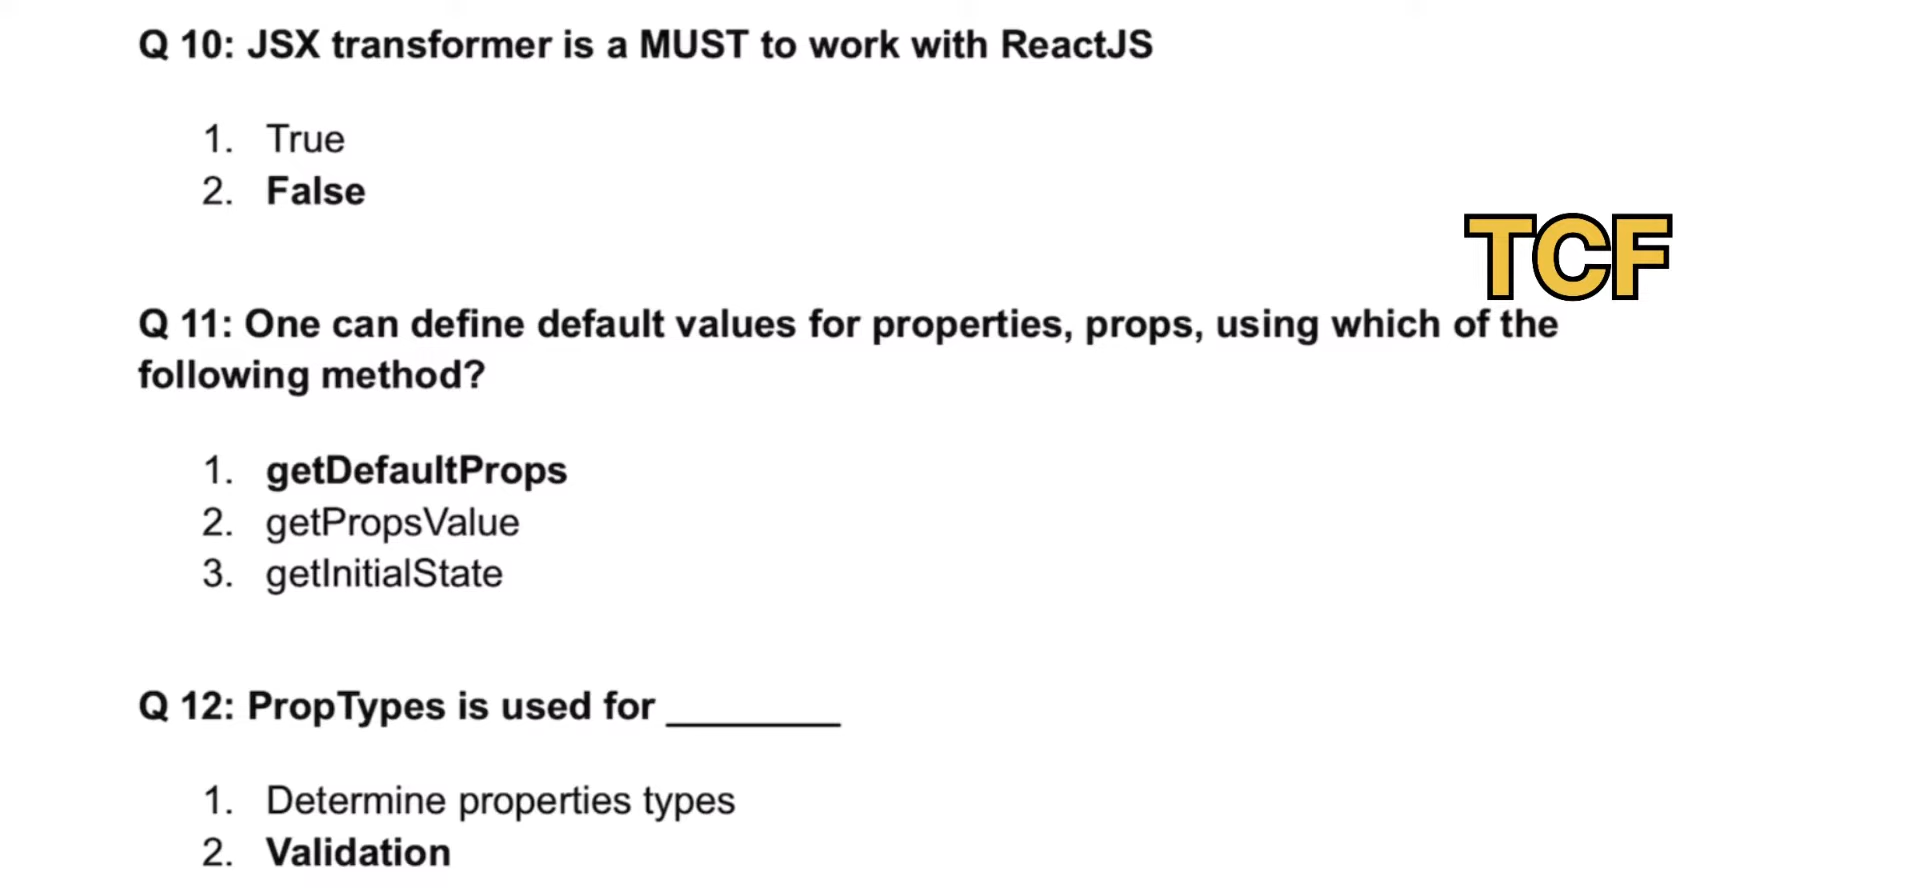 Q 10: JSX transformer is a MUST to work with ReactJS
1. True
2. False
TCF
Q 11: One can define default values for properties, props, using which of the
following method?
1. getDefaultProps
2. getPropsValue
3. getInitialState
Q 12: PropTypes is used for ________
1. Determine properties types
2. Validation